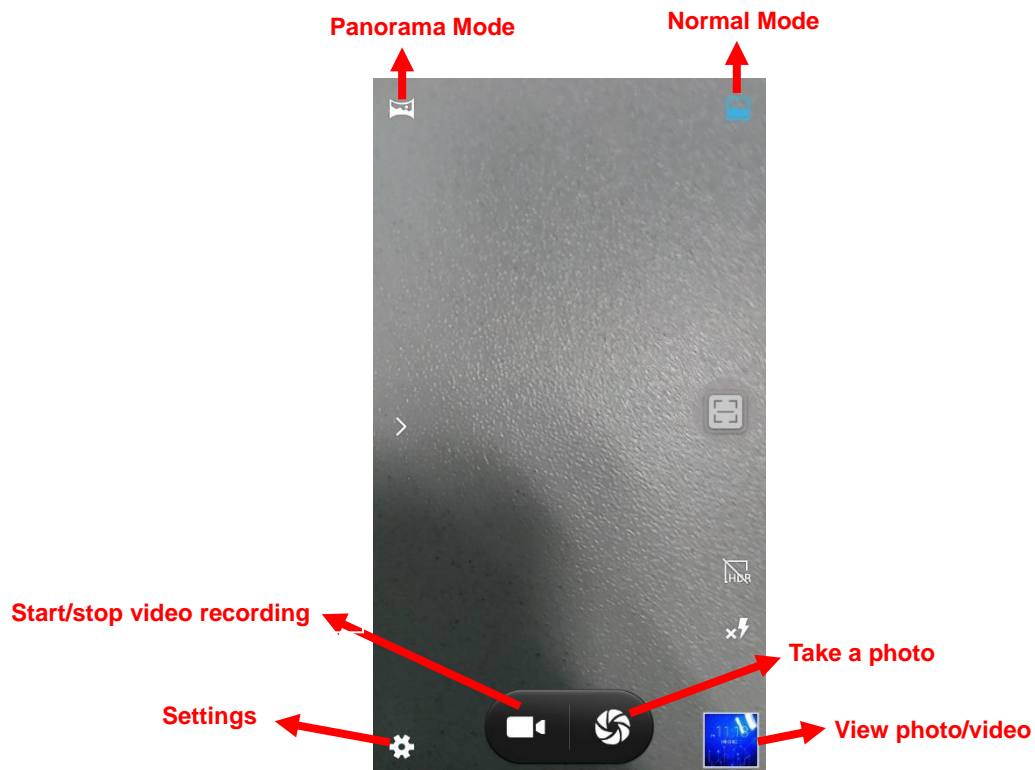 Panorama Mode
Normal Mode
HDR
Start/stop video recording
Take a photo
Settings
View photo/video